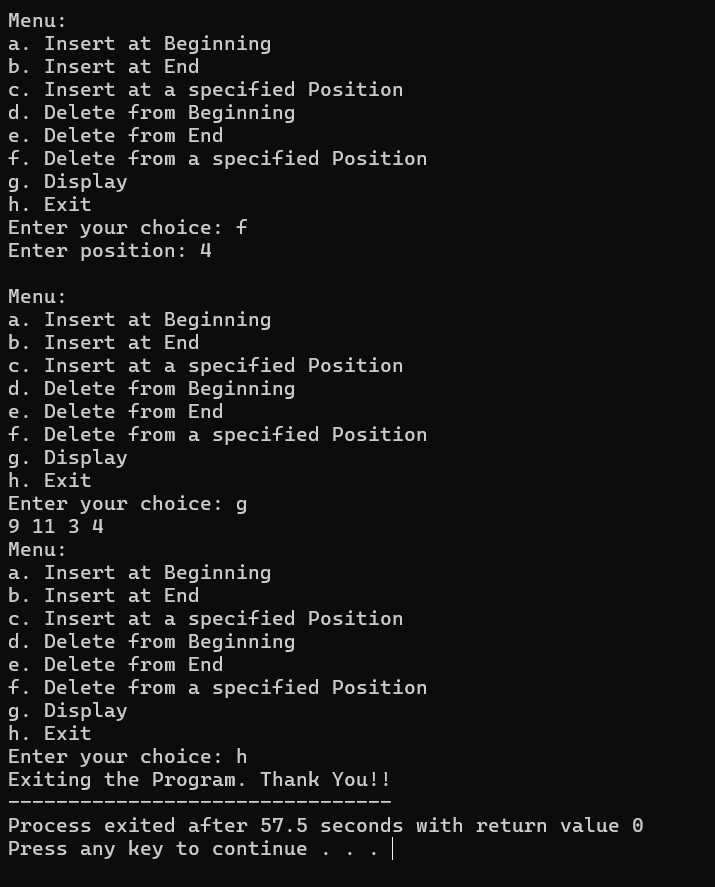 Menu:
a. Insert at Beginning
b. Insert at End
c. Insert at a specified Position
d. Delete from Beginning
e. Delete from End
f. Delete from a specified Position
g. Display
h. Exit
Enter your choice: f
Enter position: 4

Menu:
a. Insert at Beginning
b. Insert at End
c. Insert at a specified Position
d. Delete from Beginning
e. Delete from End
f. Delete from a specified Position
g. Display
h. Exit
Enter your choice: g
9 11 3 4
Menu:
a. Insert at Beginning
b. Insert at End
c. Insert at a specified Position
d. Delete from Beginning
e. Delete from End
f. Delete from a specified Position
g. Display
h. Exit
Enter your choice: h
Exiting the Program. Thank You!!
--------------------------------
Process exited after 57.5 seconds with return value 0
Press any key to continue . . .